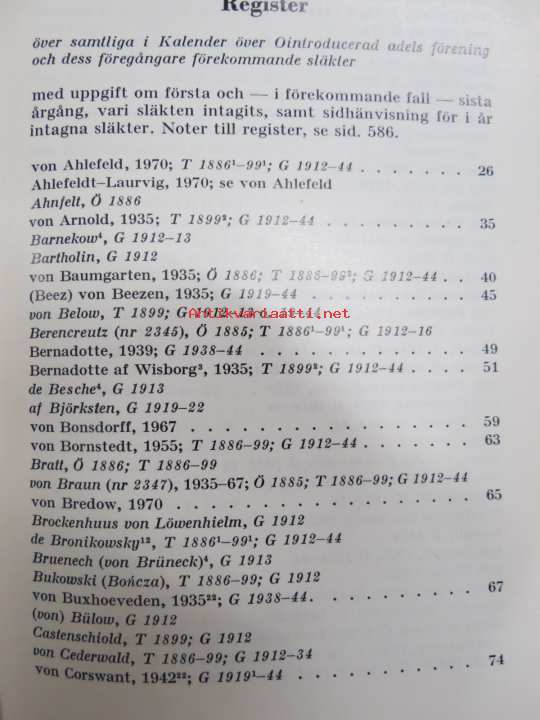 Register
över samtliga i Kalender över Ointroducerad adels förening
och dess föregångare förekommande släkter
med uppgift om första och — i förekommande fall — sista
årgång, vari släkten intagits, samt sidhänvisning för i år
intagna släkter. Noter till register, se sid. 586.
von Ahlefeld, 1970; T 1886¹–99¹; G 1912–44 . . . . . . . 26
Ahlefeldt–Laurvig, 1970; se von Ahlefeld
Ahnfelt, Ö 1886
von Arnold, 1935; T 1899²; G 1912–44 . . . . . . . . . . 35
Barnekow⁴, G 1912–13
Bartholin, G 1912
von Baumgarten, 1935; Ö 1886; T 1886–99²; G 1912–44 . . 40
(Beez) von Beezen, 1935; G 1919–44 . . . . . . . . . . . 45
von Below, T 1899; G 1912–13 o. 24–44
Antikvariaatti.net
Berencreutz (nr 2345), Ö 1885; T 1886¹–99¹; G 1912–16
Bernadotte, 1939; G 1938–44 . . . . . . . . . . . . . . 49
Bernadotte af Wisborg³, 1935; T 1899²; G 1912–44 . . . . 51
de Besche⁴, G 1913
af Björksten, G 1919–22
von Bonsdorff, 1967 . . . . . . . . . . . . . . . . . . 59
von Bornstedt, 1955; T 1886–99; G 1912–44 . . . . . . . 63
Bratt, Ö 1886; T 1886–99
von Braun (nr 2347), 1935–67; Ö 1885; T 1886–99; G 1912–44
von Bredow, 1970 . . . . . . . . . . . . . . . . . . . 65
Brockenhuus von Löwenhielm, G 1912
de Bronikowsky¹², T 1886¹–99¹; G 1912–44
Bruenech (von Brüneck)⁴, G 1913
Bukowski (Bończa), T 1886–99; G 1912
von Buxhoeveden, 1935²²; G 1938–44 . . . . . . . . . . . 67
(von) Bülow, G 1912
Castenschiold, T 1899; G 1912
von Cederwald, T 1886–99; G 1912–34
von Corswant, 1942²²; G 1919¹–44 . . . . . . . . . . . . 74